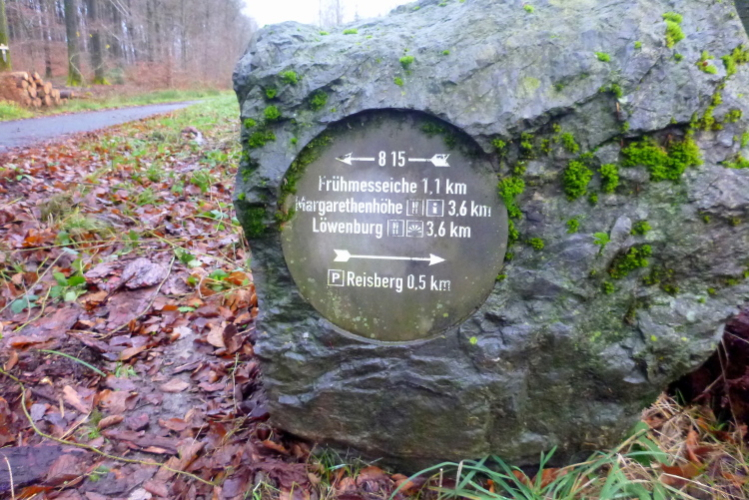 8 15
Frühmesseiche 1,1 km
Margarethenhöhe 3,6 km
Löwenburg 3,6 km
P Reisberg 0,5 km